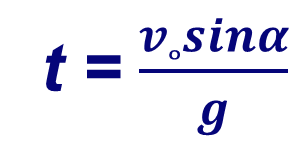 t = v₀sinα / g